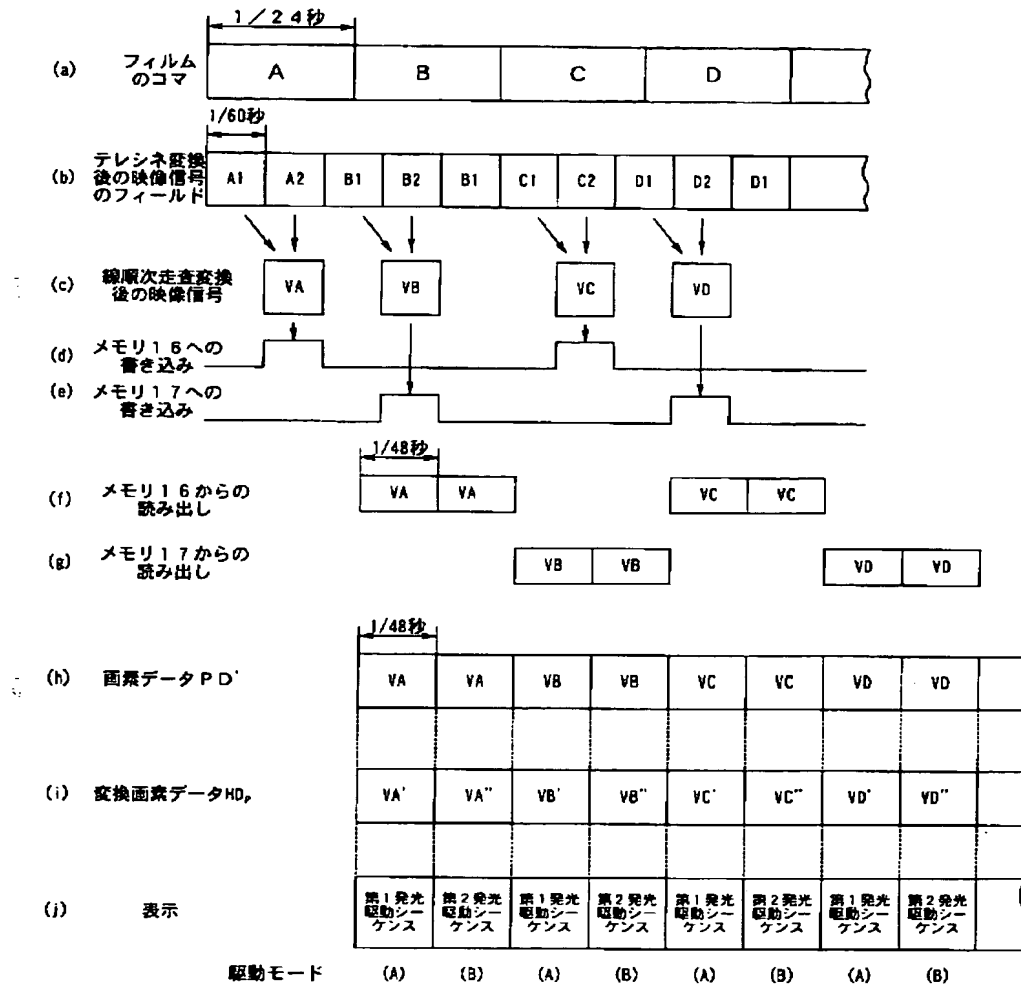 1／24秒
(a) フィルムのコマ A B C D
1/60秒
(b) テレシネ変換後の映像信号のフィールド A1 A2 B1 B2 B1 C1 C2 D1 D2 D1
(c) 線順次走査変換後の映像信号 VA VB VC VD
(d) メモリ16への書き込み
(e) メモリ17への書き込み
1/48秒
(f) メモリ16からの読み出し VA VA VC VC
(g) メモリ17からの読み出し VB VB VD VD
1/48秒
(h) 画素データPD' VA VA VB VB VC VC VD VD
(i) 変換画素データHDP VA' VA" VB' VB" VC' VC" VD' VD"
(j) 表示 第1発光駆動シーケンス 第2発光駆動シーケンス 第1発光駆動シーケンス 第2発光駆動シーケンス 第1発光駆動シーケンス 第2発光駆動シーケンス 第1発光駆動シーケンス 第2発光駆動シーケンス
駆動モード (A) (B) (A) (B) (A) (B) (A) (B)